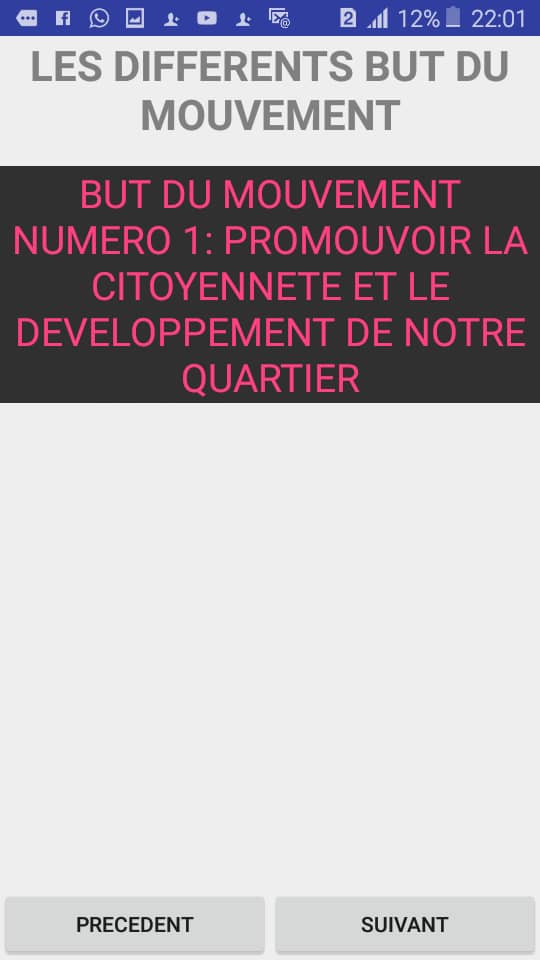 2 12% 22:01
LES DIFFERENTS BUT DU
MOUVEMENT
BUT DU MOUVEMENT
NUMERO 1: PROMOUVOIR LA
CITOYENNETE ET LE
DEVELOPPEMENT DE NOTRE
QUARTIER
PRECEDENT SUIVANT